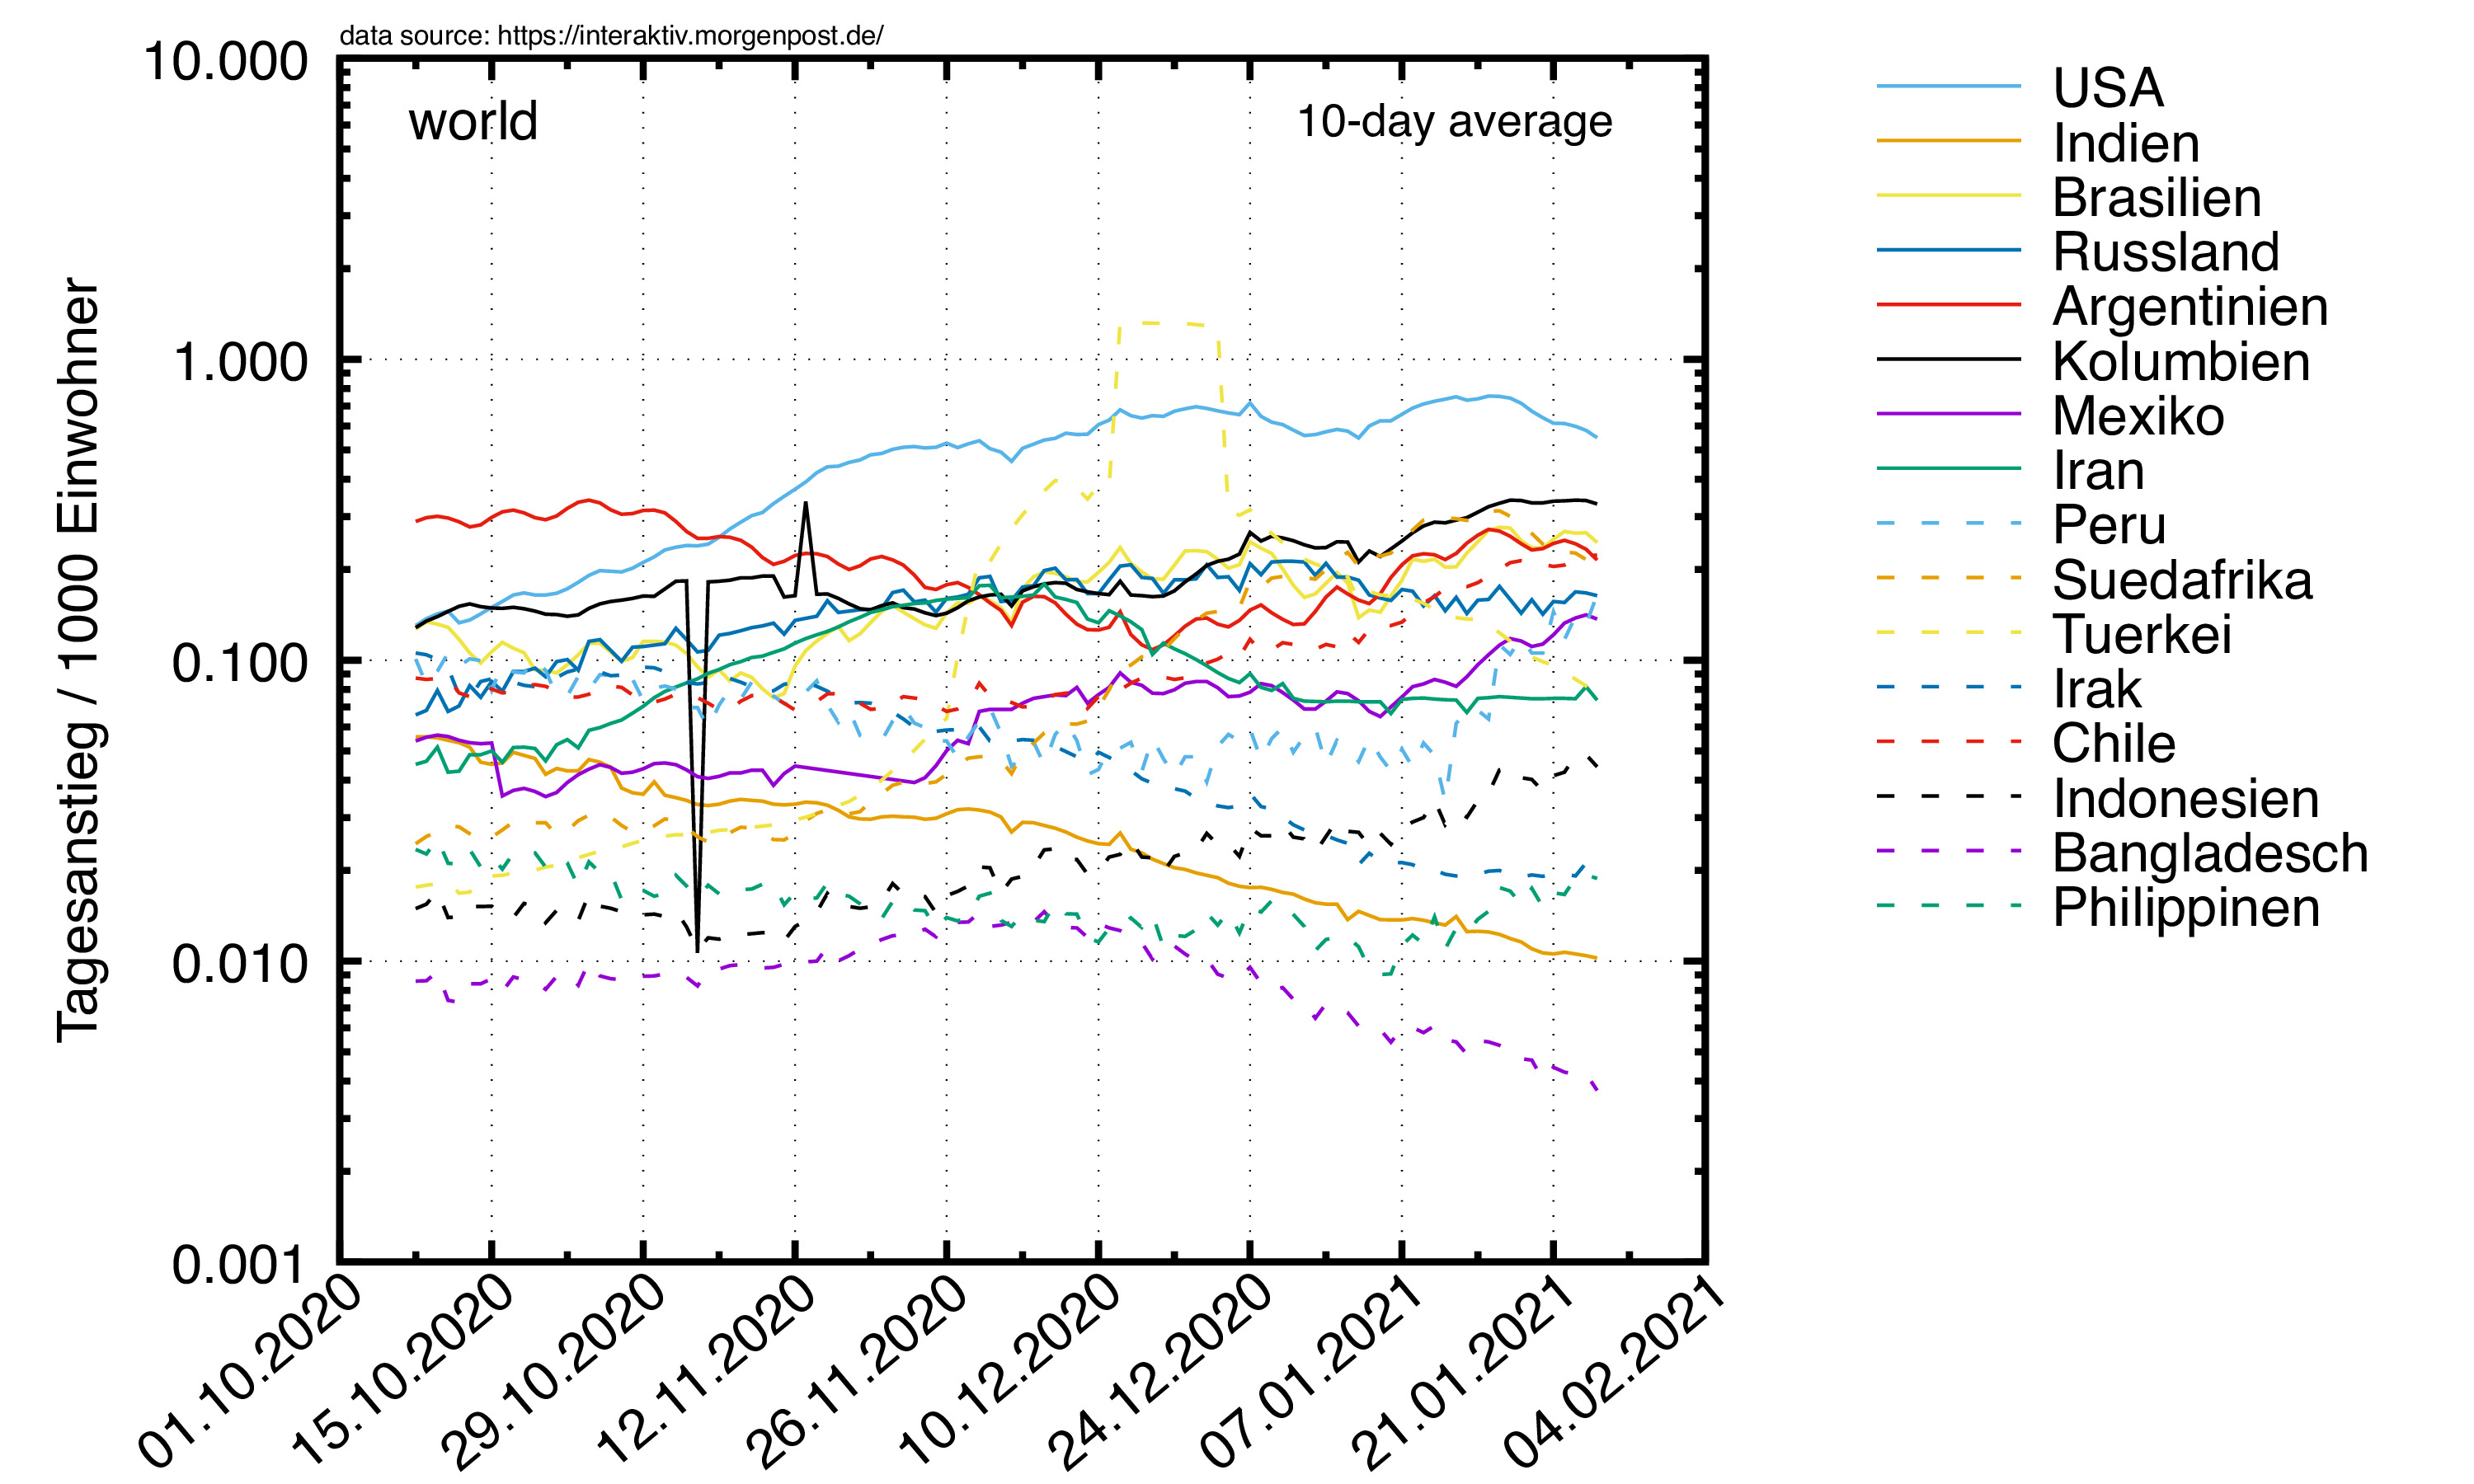 data source: https://interaktiv.morgenpost.de/
world
10-day average
Tagesanstieg / 1000 Einwohner
10.000
1.000
0.100
0.010
0.001
01.10.2020
15.10.2020
29.10.2020
12.11.2020
26.11.2020
10.12.2020
24.12.2020
07.01.2021
21.01.2021
04.02.2021
USA
Indien
Brasilien
Russland
Argentinien
Kolumbien
Mexiko
Iran
Peru
Suedafrika
Tuerkei
Irak
Chile
Indonesien
Bangladesch
Philippinen